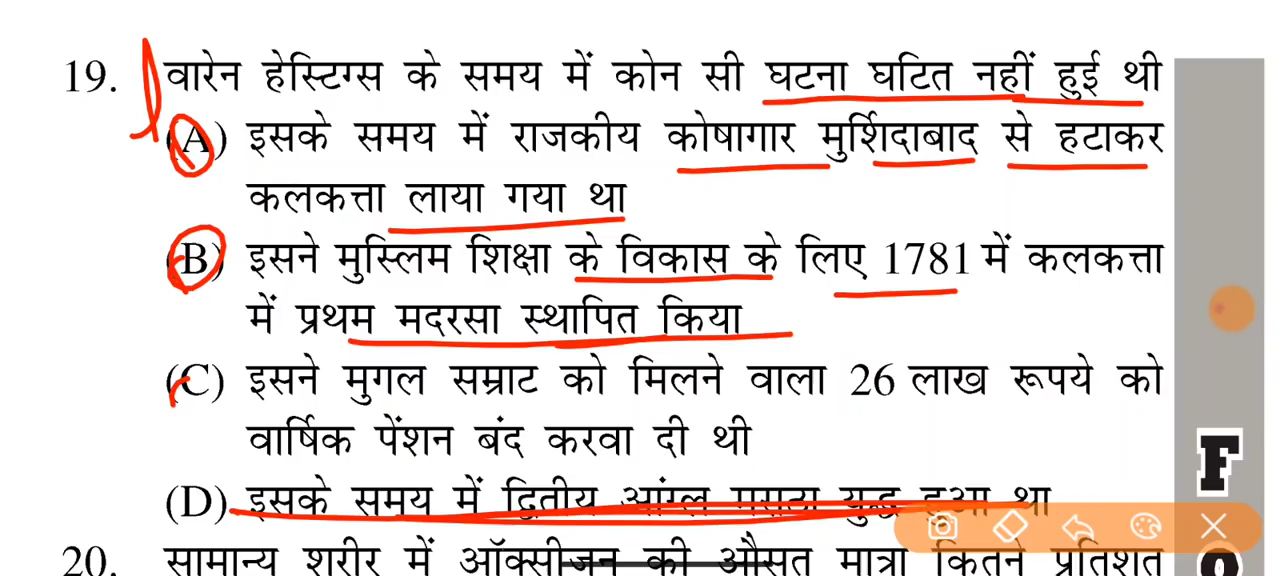 19. वारेन हेस्टिग्स के समय में कोन सी घटना घटित नहीं हुई थी
(A) इसके समय में राजकीय कोषागार मुर्शिदाबाद से हटाकर
कलकत्ता लाया गया था
(B) इसने मुस्लिम शिक्षा के विकास के लिए 1781 में कलकत्ता
में प्रथम मदरसा स्थापित किया
(C) इसने मुगल सम्राट को मिलने वाला 26 लाख रूपये को
वार्षिक पेंशन बंद करवा दी थी
(D) इसके समय में द्वितीय आंग्ल मराठा युद्ध हुआ था
20. सामान्य शरीर में ऑक्सीजन की औसत मात्रा कितने प्रतिशत
F